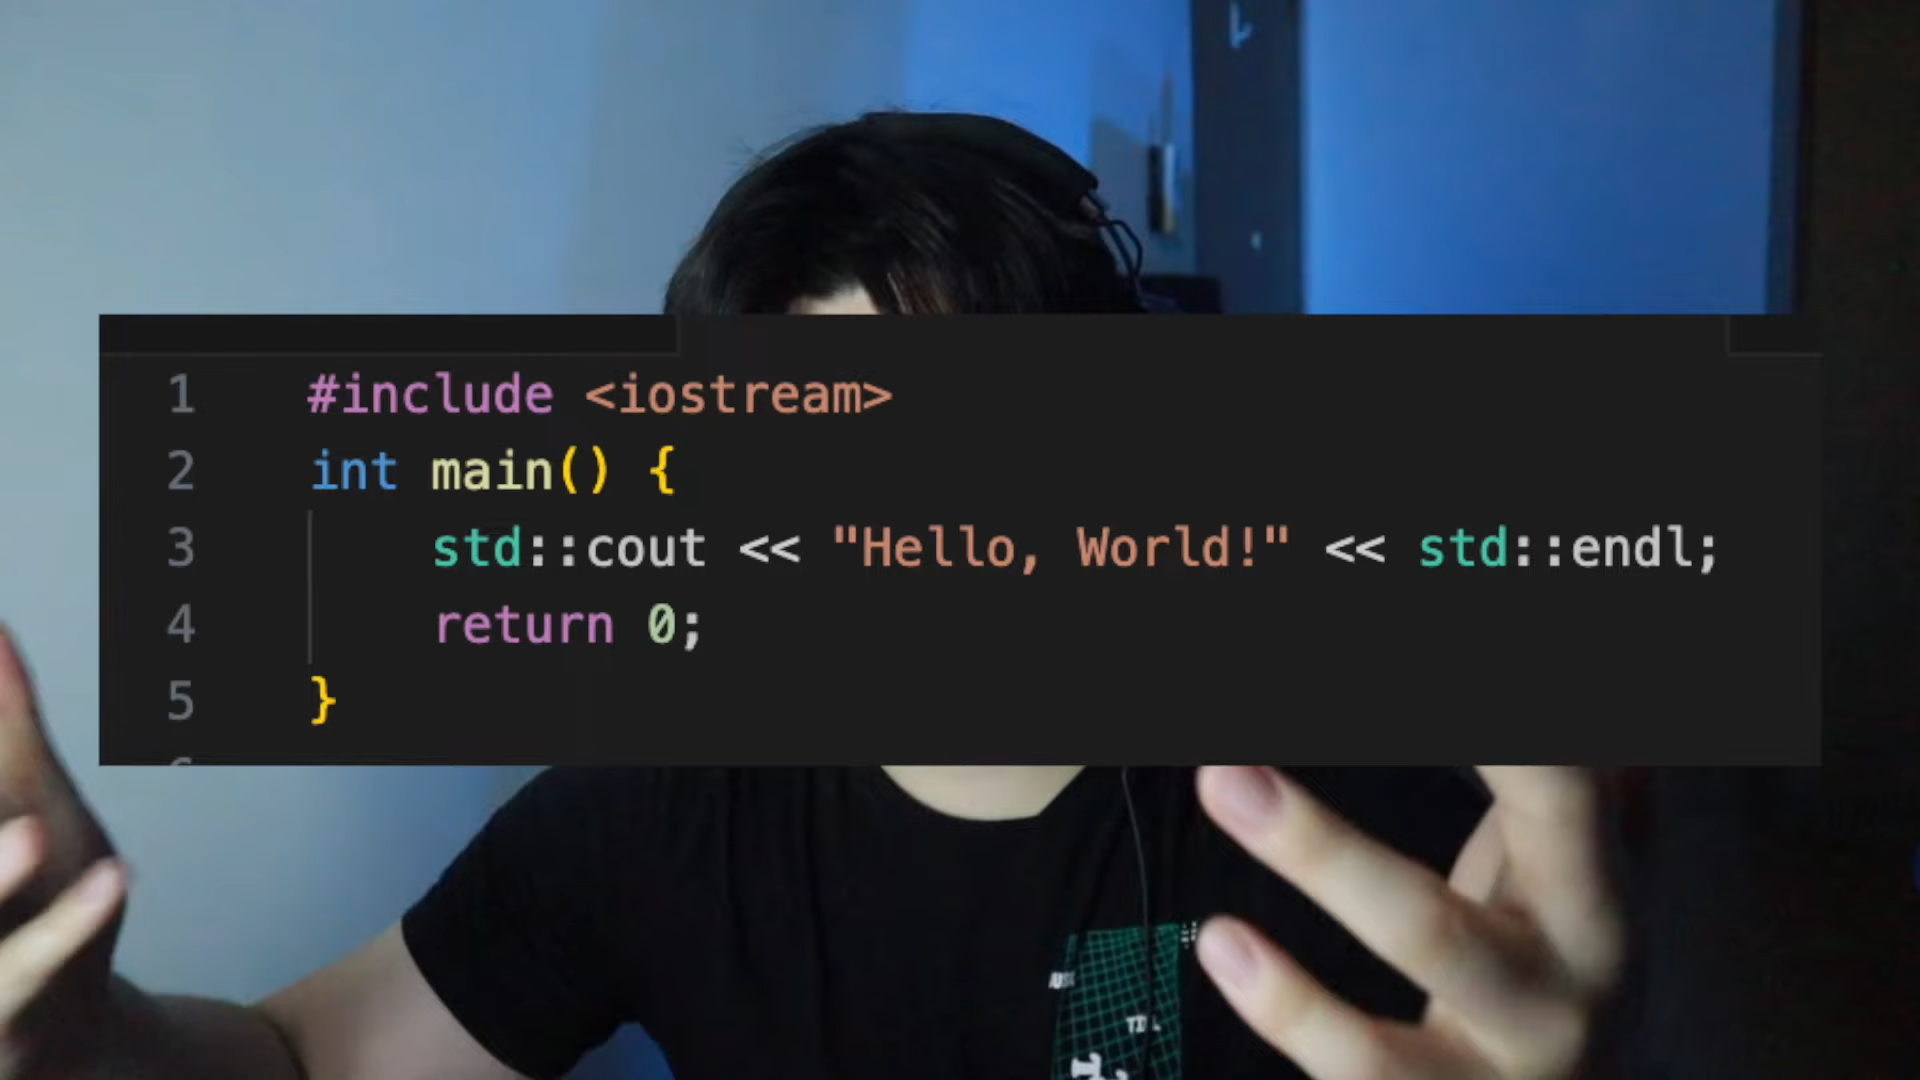 1 #include <iostream>
2 int main() {
3 std::cout << "Hello, World!" << std::endl;
4 return 0;
5 }